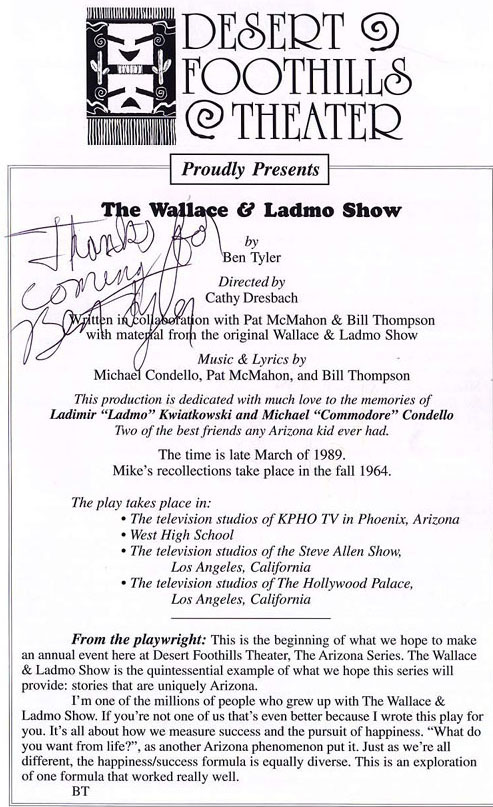 DESERT
FOOTHILLS
THEATER
Proudly Presents
The Wallace & Ladmo Show
by
Ben Tyler
Thanks for
coming
Ben Tyler
Directed by
Cathy Dresbach
Written in collaboration with Pat McMahon & Bill Thompson
with material from the original Wallace & Ladmo Show
Music & Lyrics by
Michael Condello, Pat McMahon, and Bill Thompson
This production is dedicated with much love to the memories of
Ladimir “Ladmo” Kwiatkowski and Michael “Commodore” Condello
Two of the best friends any Arizona kid ever had.
The time is late March of 1989.
Mike’s recollections take place in the fall 1964.
The play takes place in:
• The television studios of KPHO TV in Phoenix, Arizona
• West High School
• The television studios of the Steve Allen Show,
Los Angeles, California
• The television studios of The Hollywood Palace,
Los Angeles, California
From the playwright: This is the beginning of what we hope to make
an annual event here at Desert Foothills Theater, The Arizona Series. The Wallace
& Ladmo Show is the quintessential example of what we hope this series will
provide: stories that are uniquely Arizona.
I’m one of the millions of people who grew up with The Wallace &
Ladmo Show. If you’re not one of us that’s even better because I wrote this play for
you. It’s all about how we measure success and the pursuit of happiness. “What do
you want from life?”, as another Arizona phenomenon put it. Just as we’re all
different, the happiness/success formula is equally diverse. This is an exploration
of one formula that worked really well.
BT